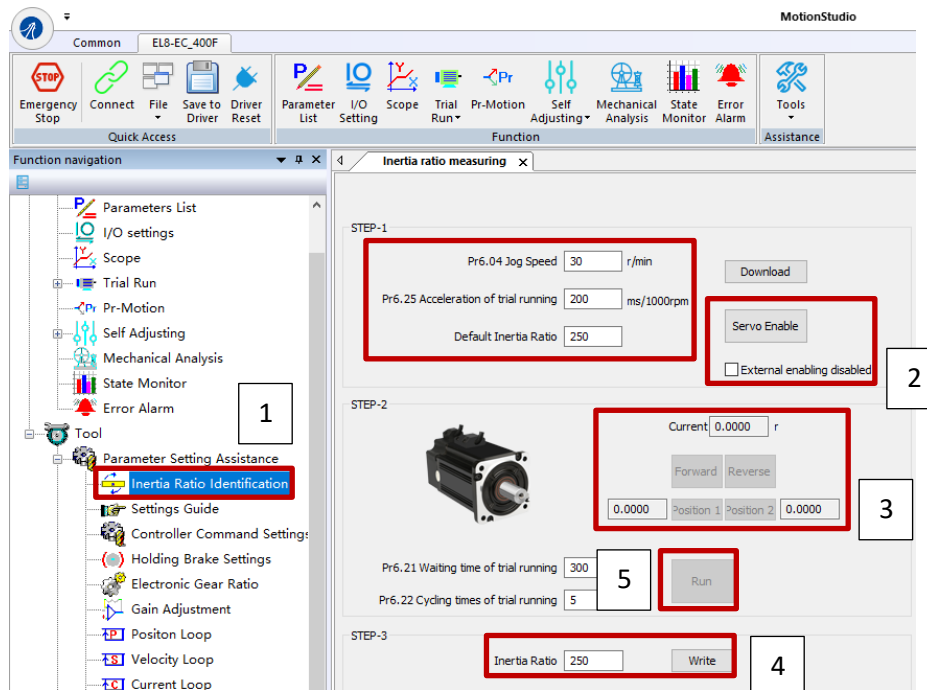 MotionStudio
Common EL8-EC_400F
STOP
Emergency Stop Connect File Save to Driver Driver Reset Parameter List I/O Setting Scope Trial Run Pr-Motion Self Adjusting Mechanical Analysis State Monitor Error Alarm Tools
Quick Access Function Assistance
Function navigation
Inertia ratio measuring
Parameters List
I/O settings
Scope
Trial Run
Pr-Motion
Self Adjusting
Mechanical Analysis
State Monitor
Error Alarm
1
Tool
Parameter Setting Assistance
Inertia Ratio Identification
Settings Guide
Controller Command Settings
Holding Brake Settings
Electronic Gear Ratio
Gain Adjustment
Positon Loop
Velocity Loop
Current Loop
STEP-1
Pr6.04 Jog Speed 30 r/min
Download
Pr6.25 Acceleration of trial running 200 ms/1000rpm
Default Inertia Ratio 250
Servo Enable
External enabling disabled
2
STEP-2
Current 0.0000 r
Forward Reverse
0.0000 Position 1 Position 2 0.0000
3
Pr6.21 Waiting time of trial running 300
Pr6.22 Cycling times of trial running 5
5
Run
STEP-3
Inertia Ratio 250 Write
4